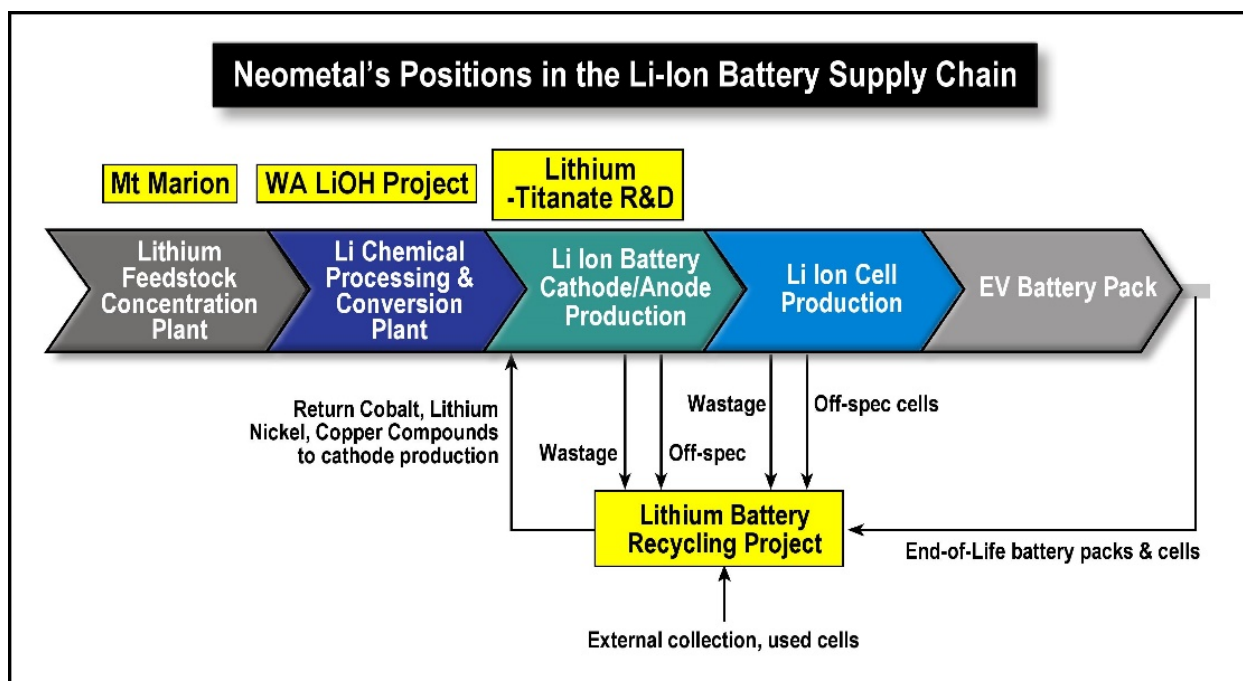 Neometal's Positions in the Li-Ion Battery Supply Chain
Mt Marion
WA LiOH Project
Lithium
-Titanate R&D
Lithium
Feedstock
Concentration
Plant
Li Chemical
Processing &
Conversion
Plant
Li Ion Battery
Cathode/Anode
Production
Li Ion Cell
Production
EV Battery Pack
Return Cobalt, Lithium
Nickel, Copper Compounds
to cathode production
Wastage
Off-spec
Wastage
Off-spec cells
Lithium Battery
Recycling Project
End-of-Life battery packs & cells
External collection, used cells